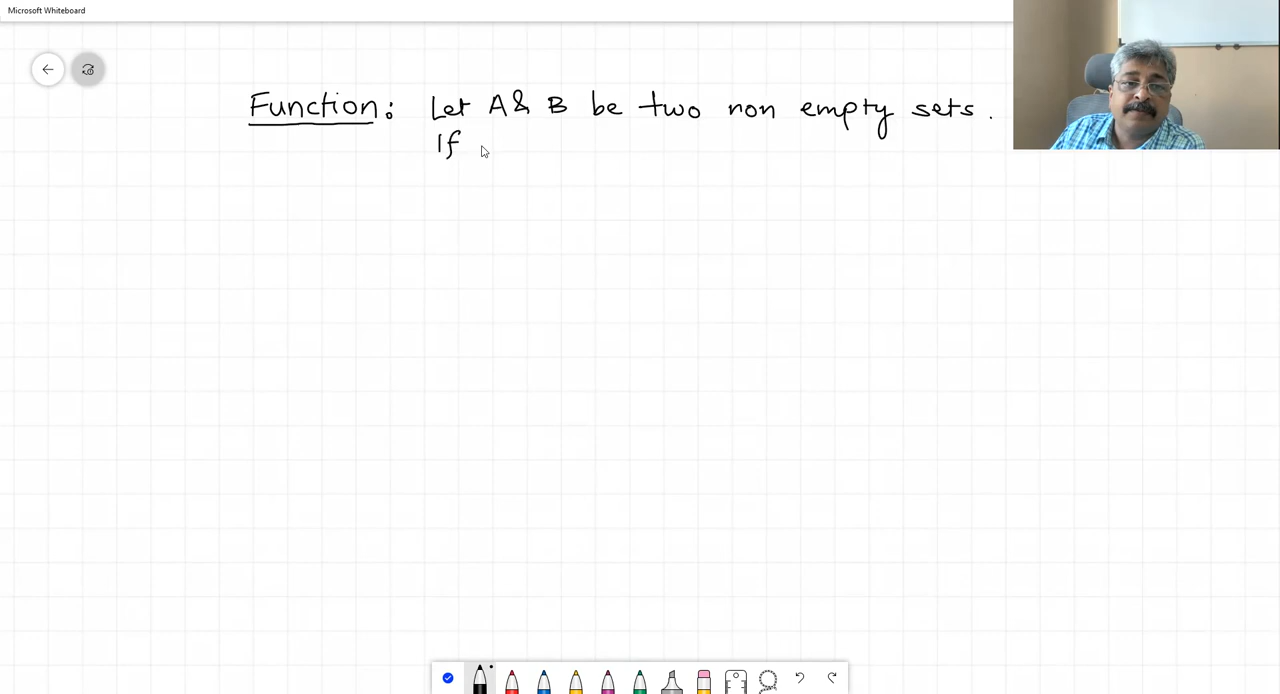 Microsoft Whiteboard
Function: Let A & B be two non empty sets.
If